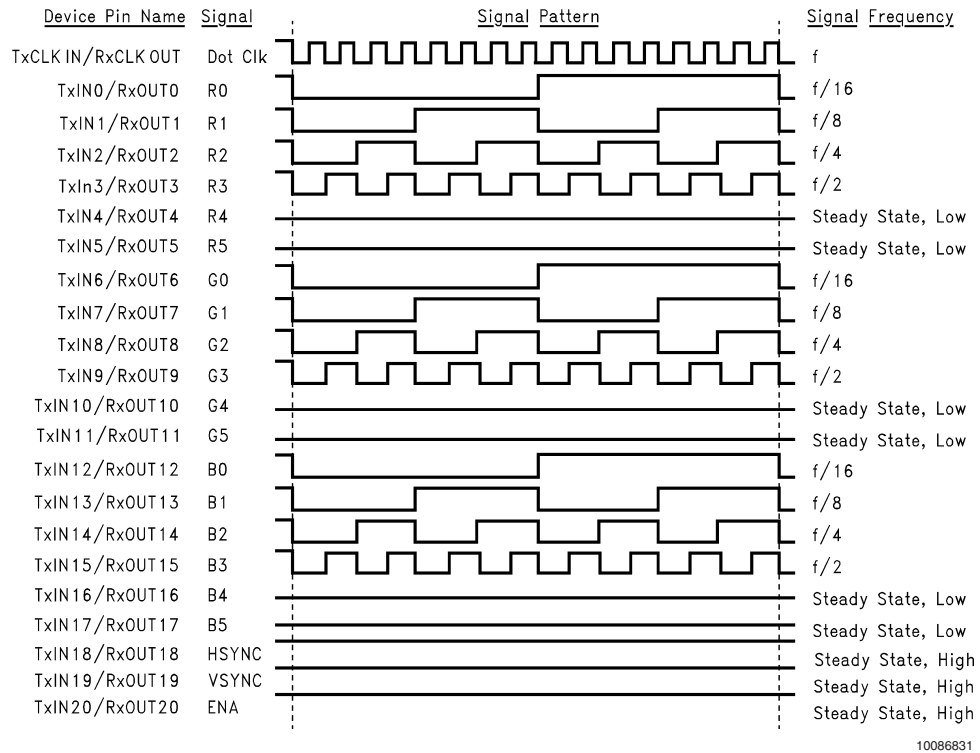 Device Pin Name Signal Signal Pattern Signal Frequency
TxCLK IN/RxCLK OUT Dot Clk f
TxIN0/RxOUT0 R0 f/16
TxIN1/RxOUT1 R1 f/8
TxIN2/RxOUT2 R2 f/4
TxIn3/RxOUT3 R3 f/2
TxIN4/RxOUT4 R4 Steady State, Low
TxIN5/RxOUT5 R5 Steady State, Low
TxIN6/RxOUT6 G0 f/16
TxIN7/RxOUT7 G1 f/8
TxIN8/RxOUT8 G2 f/4
TxIN9/RxOUT9 G3 f/2
TxIN10/RxOUT10 G4 Steady State, Low
TxIN11/RxOUT11 G5 Steady State, Low
TxIN12/RxOUT12 B0 f/16
TxIN13/RxOUT13 B1 f/8
TxIN14/RxOUT14 B2 f/4
TxIN15/RxOUT15 B3 f/2
TxIN16/RxOUT16 B4 Steady State, Low
TxIN17/RxOUT17 B5 Steady State, Low
TxIN18/RxOUT18 HSYNC Steady State, High
TxIN19/RxOUT19 VSYNC Steady State, High
TxIN20/RxOUT20 ENA Steady State, High
10086831